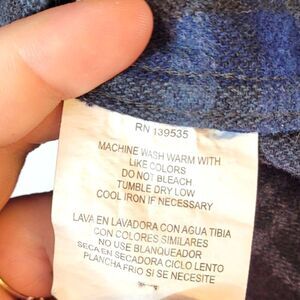 RN 139535
MACHINE WASH WARM WITH
LIKE COLORS
DO NOT BLEACH
TUMBLE DRY LOW
COOL IRON IF NECESSARY
LAVA EN LAVADORA CON AGUA TIBIA
CON COLORES SIMILARES
NO USE BLANQUEADOR
SECA EN SECADORA CICLO LENTO
PLANCHA FRIO SI SE NECESITE